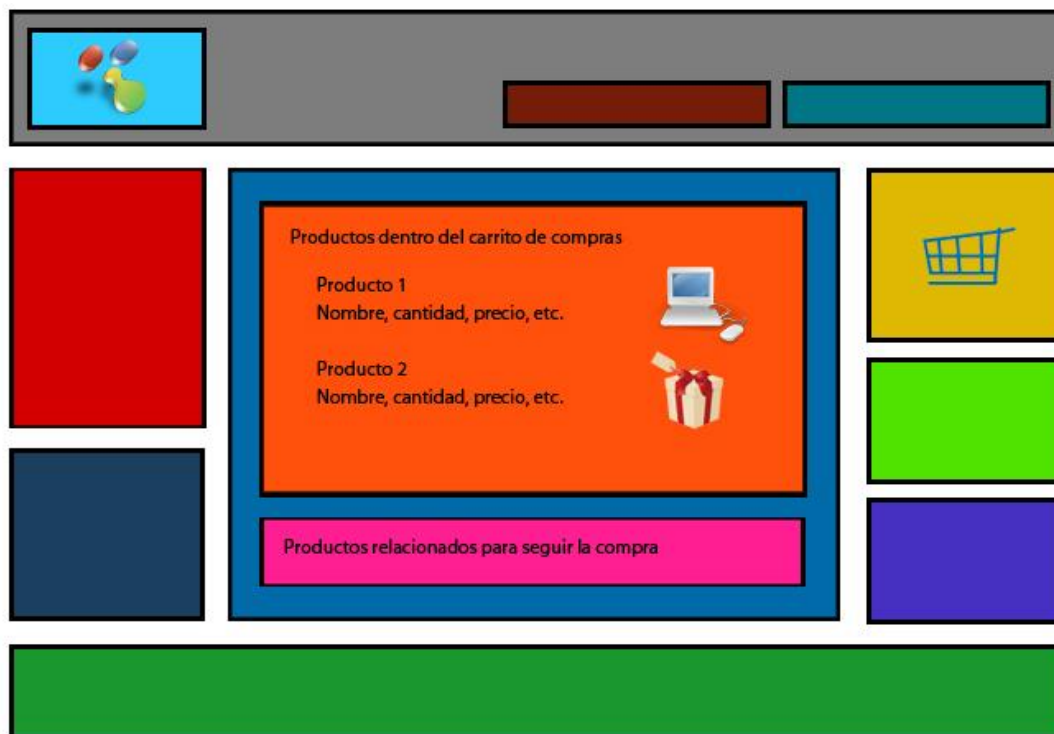 Productos dentro del carrito de compras
Producto 1
Nombre, cantidad, precio, etc.
Producto 2
Nombre, cantidad, precio, etc.
Productos relacionados para seguir la compra